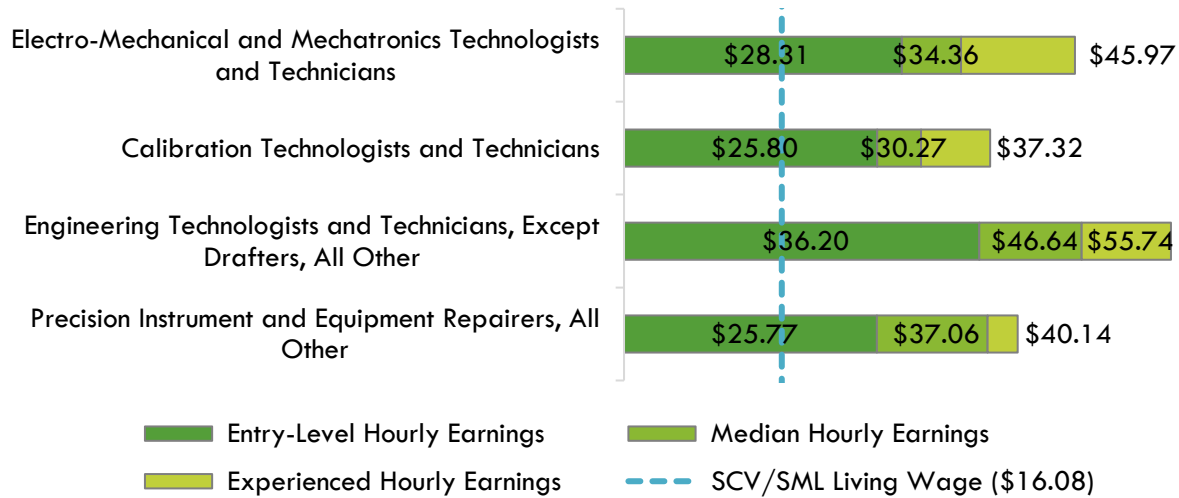 Electro-Mechanical and Mechatronics Technologists
and Technicians
$28.31 $34.36 $45.97
Calibration Technologists and Technicians
$25.80 $30.27 $37.32
Engineering Technologists and Technicians, Except
Drafters, All Other
$36.20 $46.64 $55.74
Precision Instrument and Equipment Repairers, All
Other
$25.77 $37.06 $40.14
Entry-Level Hourly Earnings Median Hourly Earnings
Experienced Hourly Earnings SCV/SML Living Wage ($16.08)